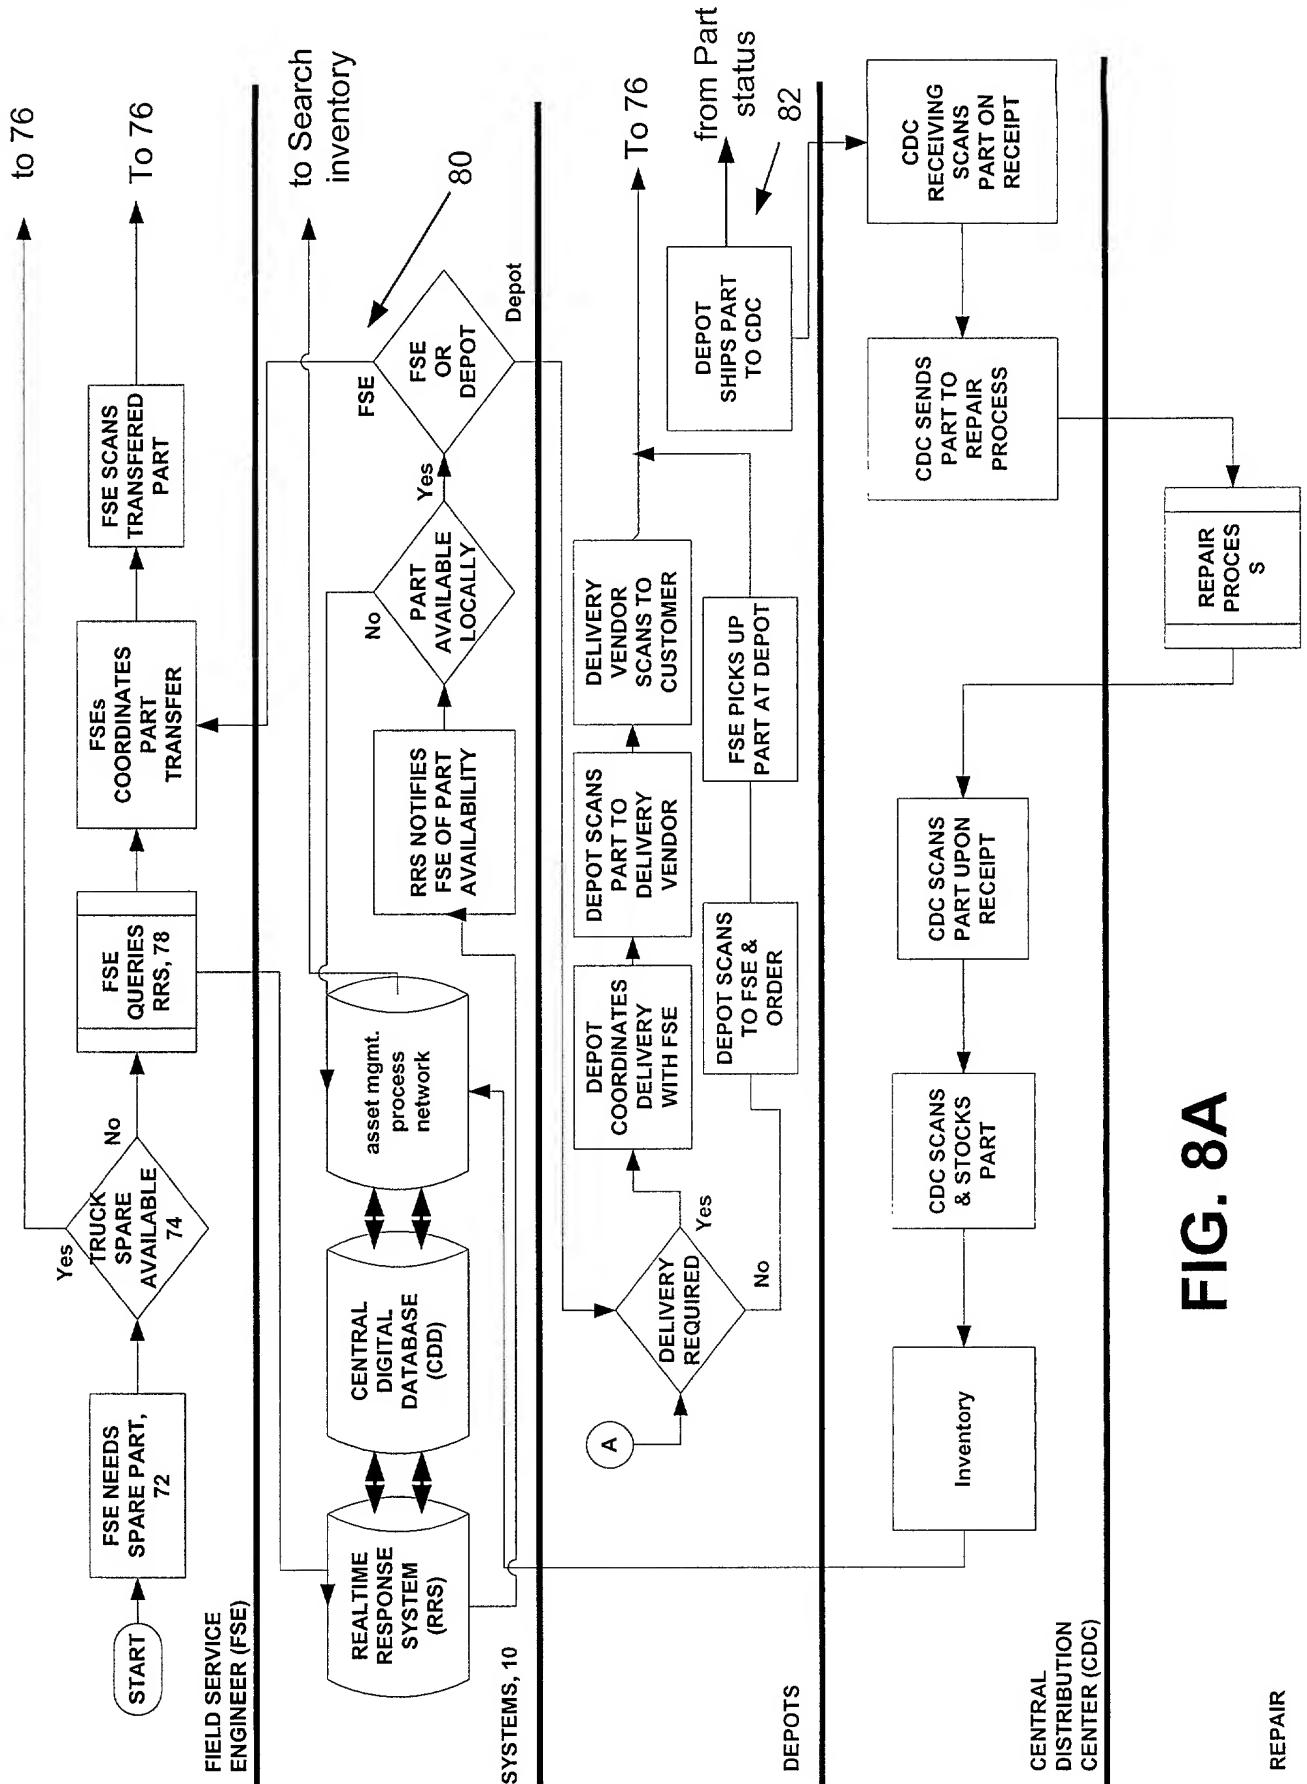 to 76
START
FSE NEEDS
SPARE PART,
72
Yes
TRUCK
SPARE
AVAILABLE
74
No
FSE
QUERIES
RRS, 78
FSEs
COORDINATES
PART
TRANSFER
FSE SCANS
TRANSFERRED
PART
To 76
FIELD SERVICE
ENGINEER (FSE)
to Search
inventory
REALTIME
RESPONSE
SYSTEM
(RRS)
CENTRAL
DIGITAL
DATABASE
(CDD)
asset mgmt.
process
network
RRS NOTIFIES
FSE OF PART
AVAILABILITY
No
PART
AVAILABLE
LOCALLY
Yes
FSE
FSE
OR
DEPOT
Depot
80
SYSTEMS, 10
A
DELIVERY
REQUIRED
Yes
No
DEPOT
COORDINATES
DELIVERY
WITH FSE
DEPOT SCANS
PART TO
DELIVERY
VENDOR
DELIVERY
VENDOR
SCANS TO
CUSTOMER
To 76
DEPOT SCANS
TO FSE &
ORDER
FSE PICKS UP
PART AT DEPOT
DEPOT
SHIPS PART
TO CDC
from Part
status
82
DEPOTS
CDC
RECEIVING
SCANS
PART ON
RECEIPT
CDC SENDS
PART TO
REPAIR
PROCESS
CDC SCANS
PART UPON
RECEIPT
CDC SCANS
& STOCKS
PART
Inventory
CENTRAL
DISTRIBUTION
CENTER (CDC)
REPAIR
PROCES
S
REPAIR
FIG. 8A